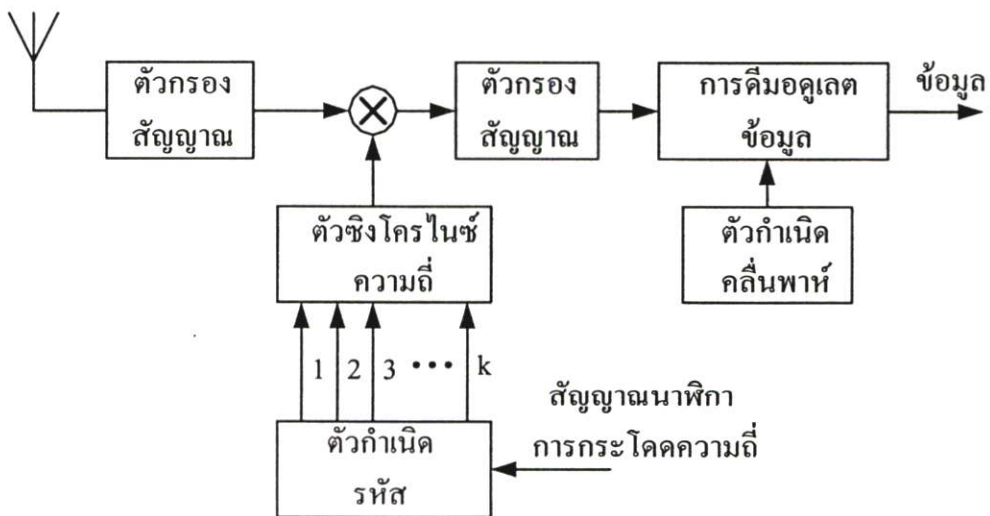 ตัวกรอง
สัญญาณ
ตัวกรอง
สัญญาณ
การดีมอดูเลต
ข้อมูล
ข้อมูล
ตัวซิงโครไนซ์
ความถี่
ตัวกำเนิด
คลื่นพาห์
1 2 3 ••• k
สัญญาณนาฬิกา
การกระโดดความถี่
ตัวกำเนิด
รหัส